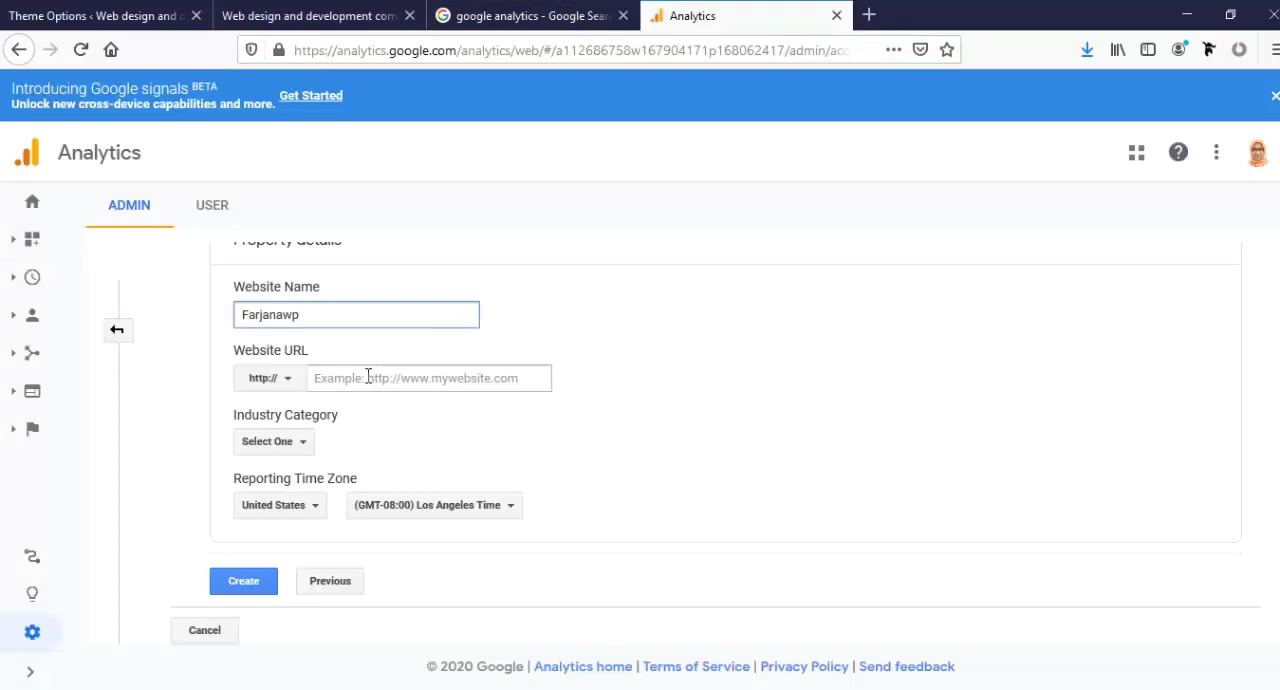 Theme Options ‹ Web design and d
Web design and development com
google analytics - Google Sear
Analytics
https://analytics.google.com/analytics/web/#/a112686758w167904171p168062417/admin/acc
Introducing Google signals BETA
Unlock new cross-device capabilities and more. Get Started
Analytics
ADMIN USER
Property details
Website Name
Farjanawp
Website URL
http:// Example: http://www.mywebsite.com
Industry Category
Select One
Reporting Time Zone
United States (GMT-08:00) Los Angeles Time
Create Previous
Cancel
© 2020 Google | Analytics home | Terms of Service | Privacy Policy | Send feedback